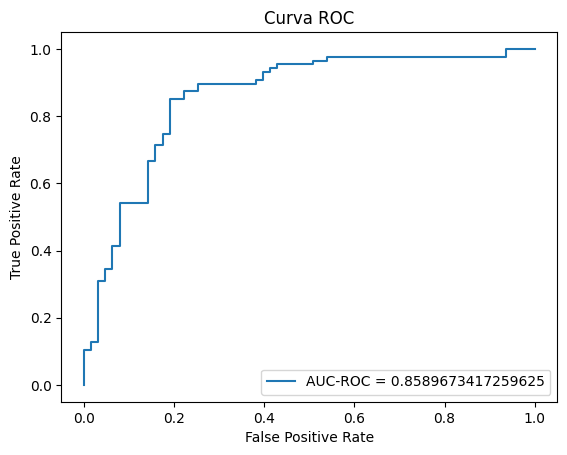 Curva ROC
1.0
0.8
0.6
0.4
0.2
0.0
True Positive Rate
AUC-ROC = 0.8589673417259625
0.0 0.2 0.4 0.6 0.8 1.0
False Positive Rate